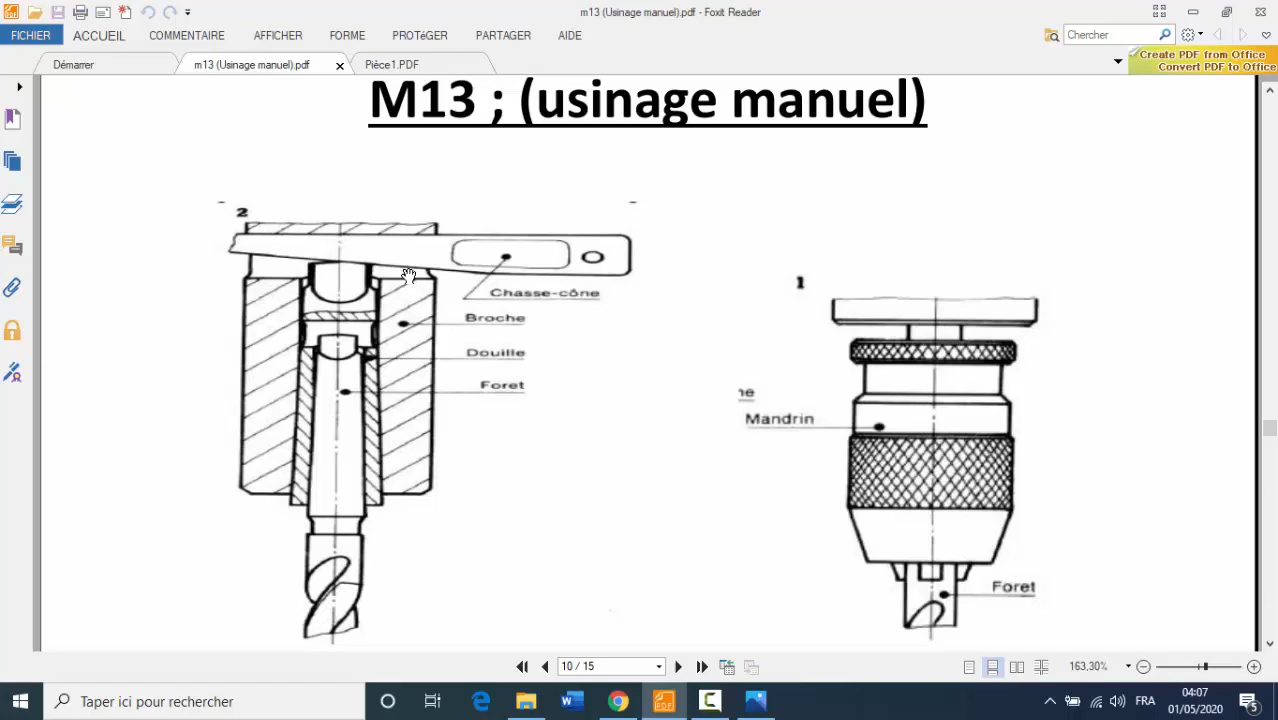 m13 (Usinage manuel).pdf - Foxit Reader
FICHIER ACCUEIL COMMENTAIRE AFFICHER FORME PROTéGER PARTAGER AIDE
Chercher
Démarrer m13 (Usinage manuel).pdf Pièce1.PDF
Create PDF from Office
Convert PDF to Office
M13 ; (usinage manuel)
2
Chasse-cône
Broche
Douille
Foret
1
ne
Mandrin
Foret
10 / 15
163,30%
Taper ici pour rechercher
PDF
FRA
04:07
01/05/2020
5